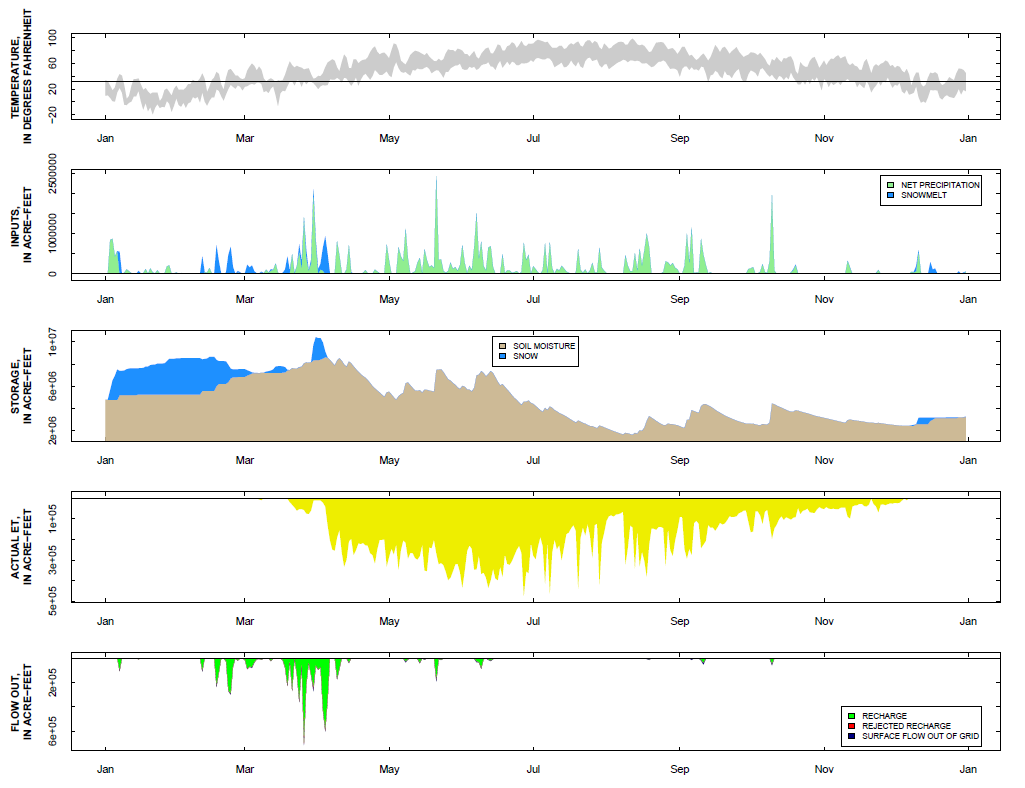 TEMPERATURE,
IN DEGREES FAHRENHEIT
−20 20 60 100
Jan Mar May Jul Sep Nov Jan
INPUTS,
IN ACRE−FEET
0 1000000 2500000
NET PRECIPITATION
SNOWMELT
Jan Mar May Jul Sep Nov Jan
STORAGE,
IN ACRE−FEET
2e+06 6e+06 1e+07
SOIL MOISTURE
SNOW
Jan Mar May Jul Sep Nov Jan
ACTUAL ET,
IN ACRE−FEET
5e+05 3e+05 1e+05
Jan Mar May Jul Sep Nov Jan
FLOW OUT,
IN ACRE−FEET
6e+05 2e+05
RECHARGE
REJECTED RECHARGE
SURFACE FLOW OUT OF GRID
Jan Mar May Jul Sep Nov Jan